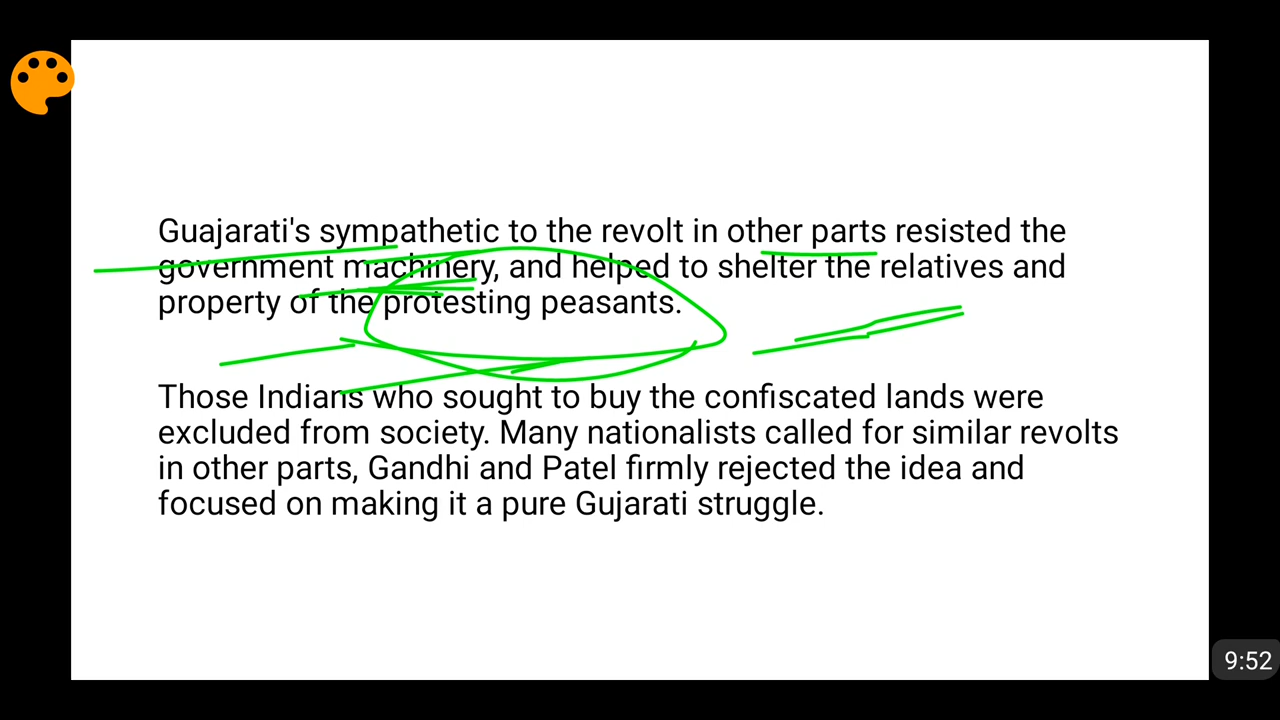 Guajarati's sympathetic to the revolt in other parts resisted the
government machinery, and helped to shelter the relatives and
property of the protesting peasants.
Those Indians who sought to buy the confiscated lands were
excluded from society. Many nationalists called for similar revolts
in other parts, Gandhi and Patel firmly rejected the idea and
focused on making it a pure Gujarati struggle.
9:52